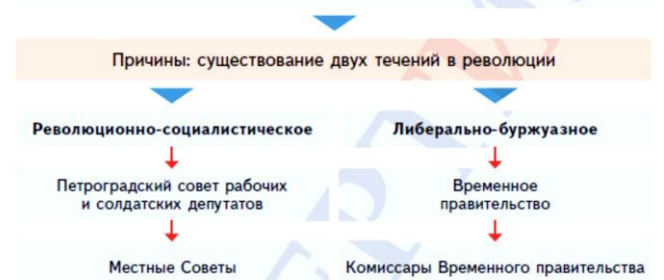 Причины: существование двух течений в революции
Революционно-социалистическое
Либерально-буржуазное
Петроградский совет рабочих
и солдатских депутатов
Временное
правительство
Местные Советы
Комиссары Временного правительства